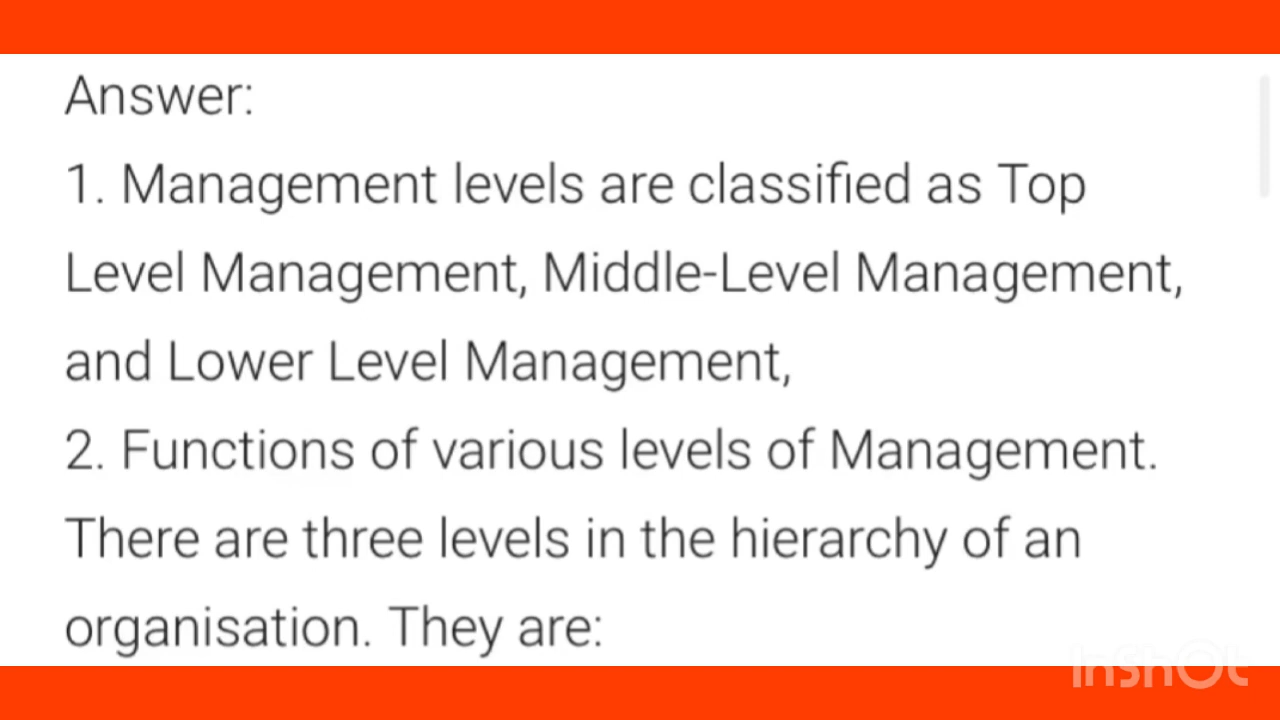 Answer:
1. Management levels are classified as Top
Level Management, Middle-Level Management,
and Lower Level Management,
2. Functions of various levels of Management.
There are three levels in the hierarchy of an
organisation. They are:
InShOt